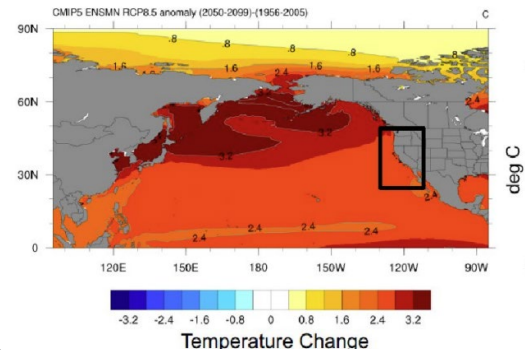 CMIP5 ENSMN RCP8.5 anomaly (2050-2099)-(1956-2005) C
90N
.8 .8 .8
1.6 1.6 1.6
2.4
2.4
60N
3.2
3.2
deg C
30N
2.4
2.4
2.4 2.4
0
120E 150E 180 150W 120W 90W
-3.2 -2.4 -1.6 -0.8 0 0.8 1.6 2.4 3.2
Temperature Change